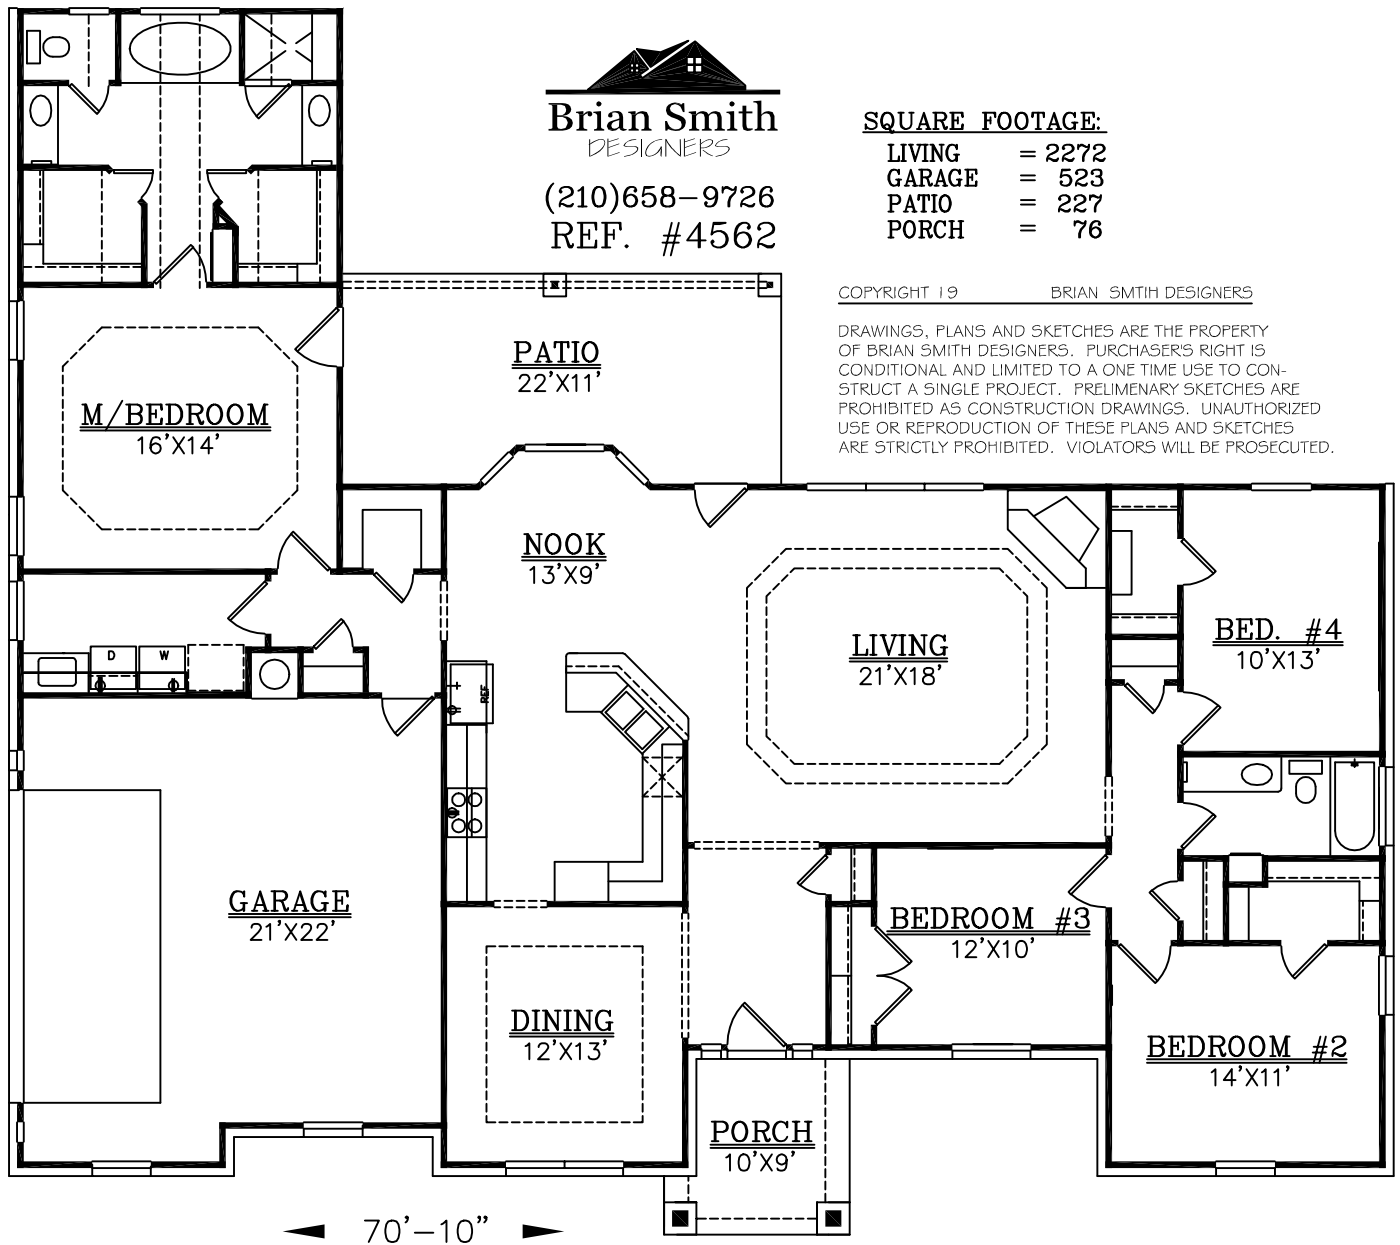 Brian Smith
DESIGNERS
(210)658-9726
REF. #4562
SQUARE FOOTAGE:
LIVING = 2272
GARAGE = 523
PATIO = 227
PORCH = 76
COPYRIGHT 19 BRIAN SMTIH DESIGNERS
DRAWINGS, PLANS AND SKETCHES ARE THE PROPERTY
OF BRIAN SMITH DESIGNERS. PURCHASER'S RIGHT IS
CONDITIONAL AND LIMITED TO A ONE TIME USE TO CON-
STRUCT A SINGLE PROJECT. PRELIMENARY SKETCHES ARE
PROHIBITED AS CONSTRUCTION DRAWINGS. UNAUTHORIZED
USE OR REPRODUCTION OF THESE PLANS AND SKETCHES
ARE STRICTLY PROHIBITED. VIOLATORS WILL BE PROSECUTED.
PATIO
22'X11'
M/BEDROOM
16'X14'
NOOK
13'X9'
LIVING
21'X18'
BED. #4
10'X13'
D
W
REF
GARAGE
21'X22'
BEDROOM #3
12'X10'
DINING
12'X13'
BEDROOM #2
14'X11'
PORCH
10'X9'
70'-10"